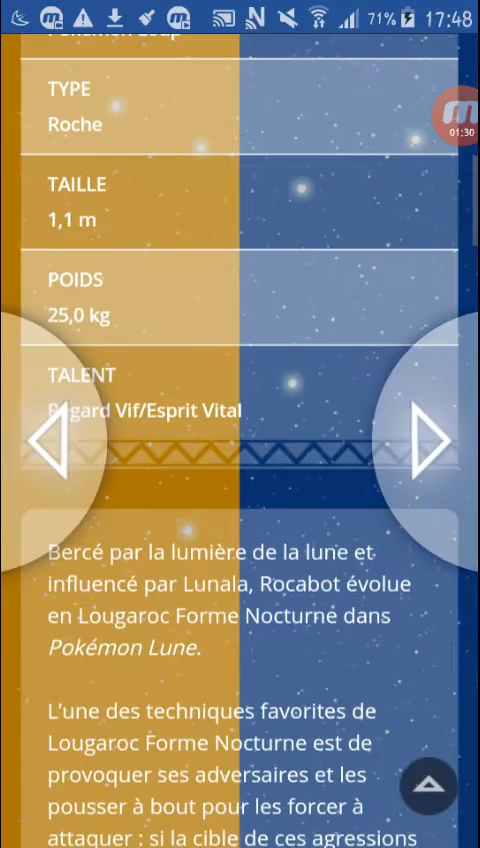 71% 17:48
Pokémon Loup
TYPE
Roche
01:30
TAILLE
1,1 m
POIDS
25,0 kg
TALENT
Regard Vif/Esprit Vital
Bercé par la lumière de la lune et
influencé par Lunala, Rocabot évolue
en Lougaroc Forme Nocturne dans
Pokémon Lune.
L’une des techniques favorites de
Lougaroc Forme Nocturne est de
provoquer ses adversaires et les
pousser à bout pour les forcer à
attaquer : si la cible de ces agressions